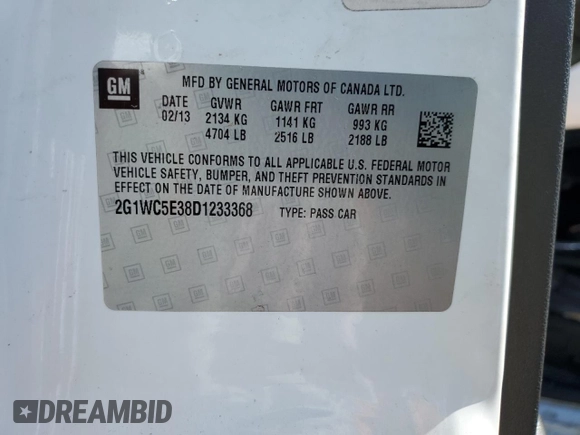 GM
MFD BY GENERAL MOTORS OF CANADA LTD.
DATE GVWR GAWR FRT GAWR RR
02/13 2134 KG 1141 KG 993 KG
4704 LB 2516 LB 2188 LB
THIS VEHICLE CONFORMS TO ALL APPLICABLE U.S. FEDERAL MOTOR
VEHICLE SAFETY, BUMPER, AND THEFT PREVENTION STANDARDS IN
EFFECT ON THE DATE OF MANUFACTURE SHOWN ABOVE.
2G1WC5E38D1233368 TYPE: PASS CAR
DREAMBID